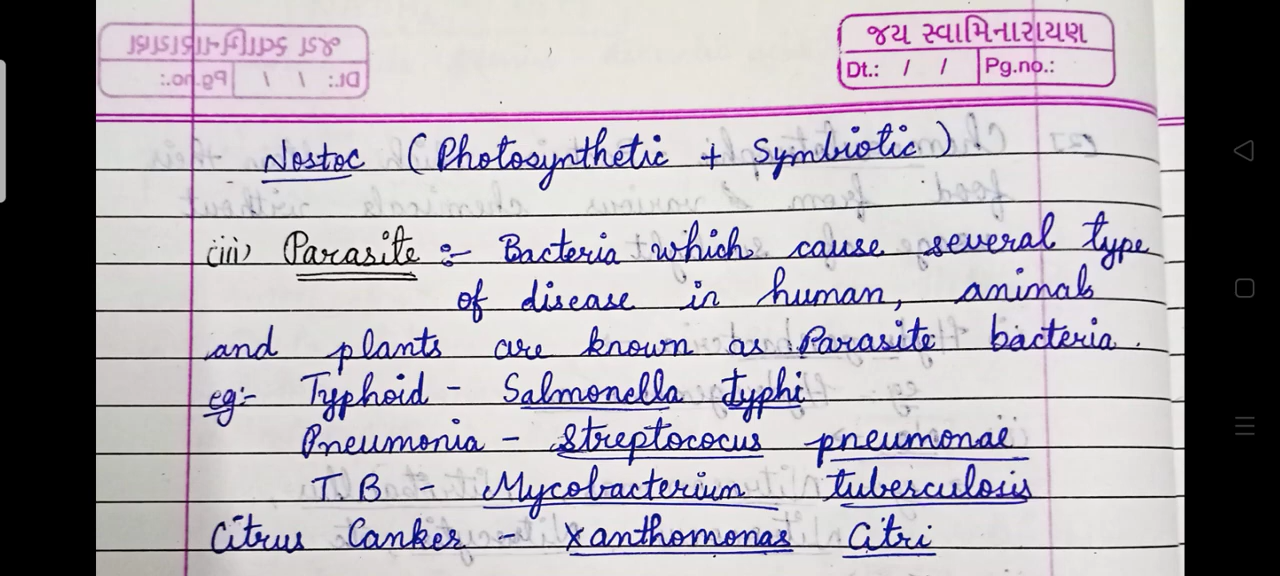 જય સ્વામિનારાયણ
Dt.: / / Pg.no.:
Nostoc (Photosynthetic + Symbiotic)
(iii) Parasite :- Bacteria which cause several type
of disease in human, animals
and plants are known as Parasite bacteria.
eg:- Typhoid - Salmonella typhi
Pneumonia - Streptococus pneumonae
T.B - Mycobacterium tuberculosis
Citrus Canker - Xanthomonas Citri